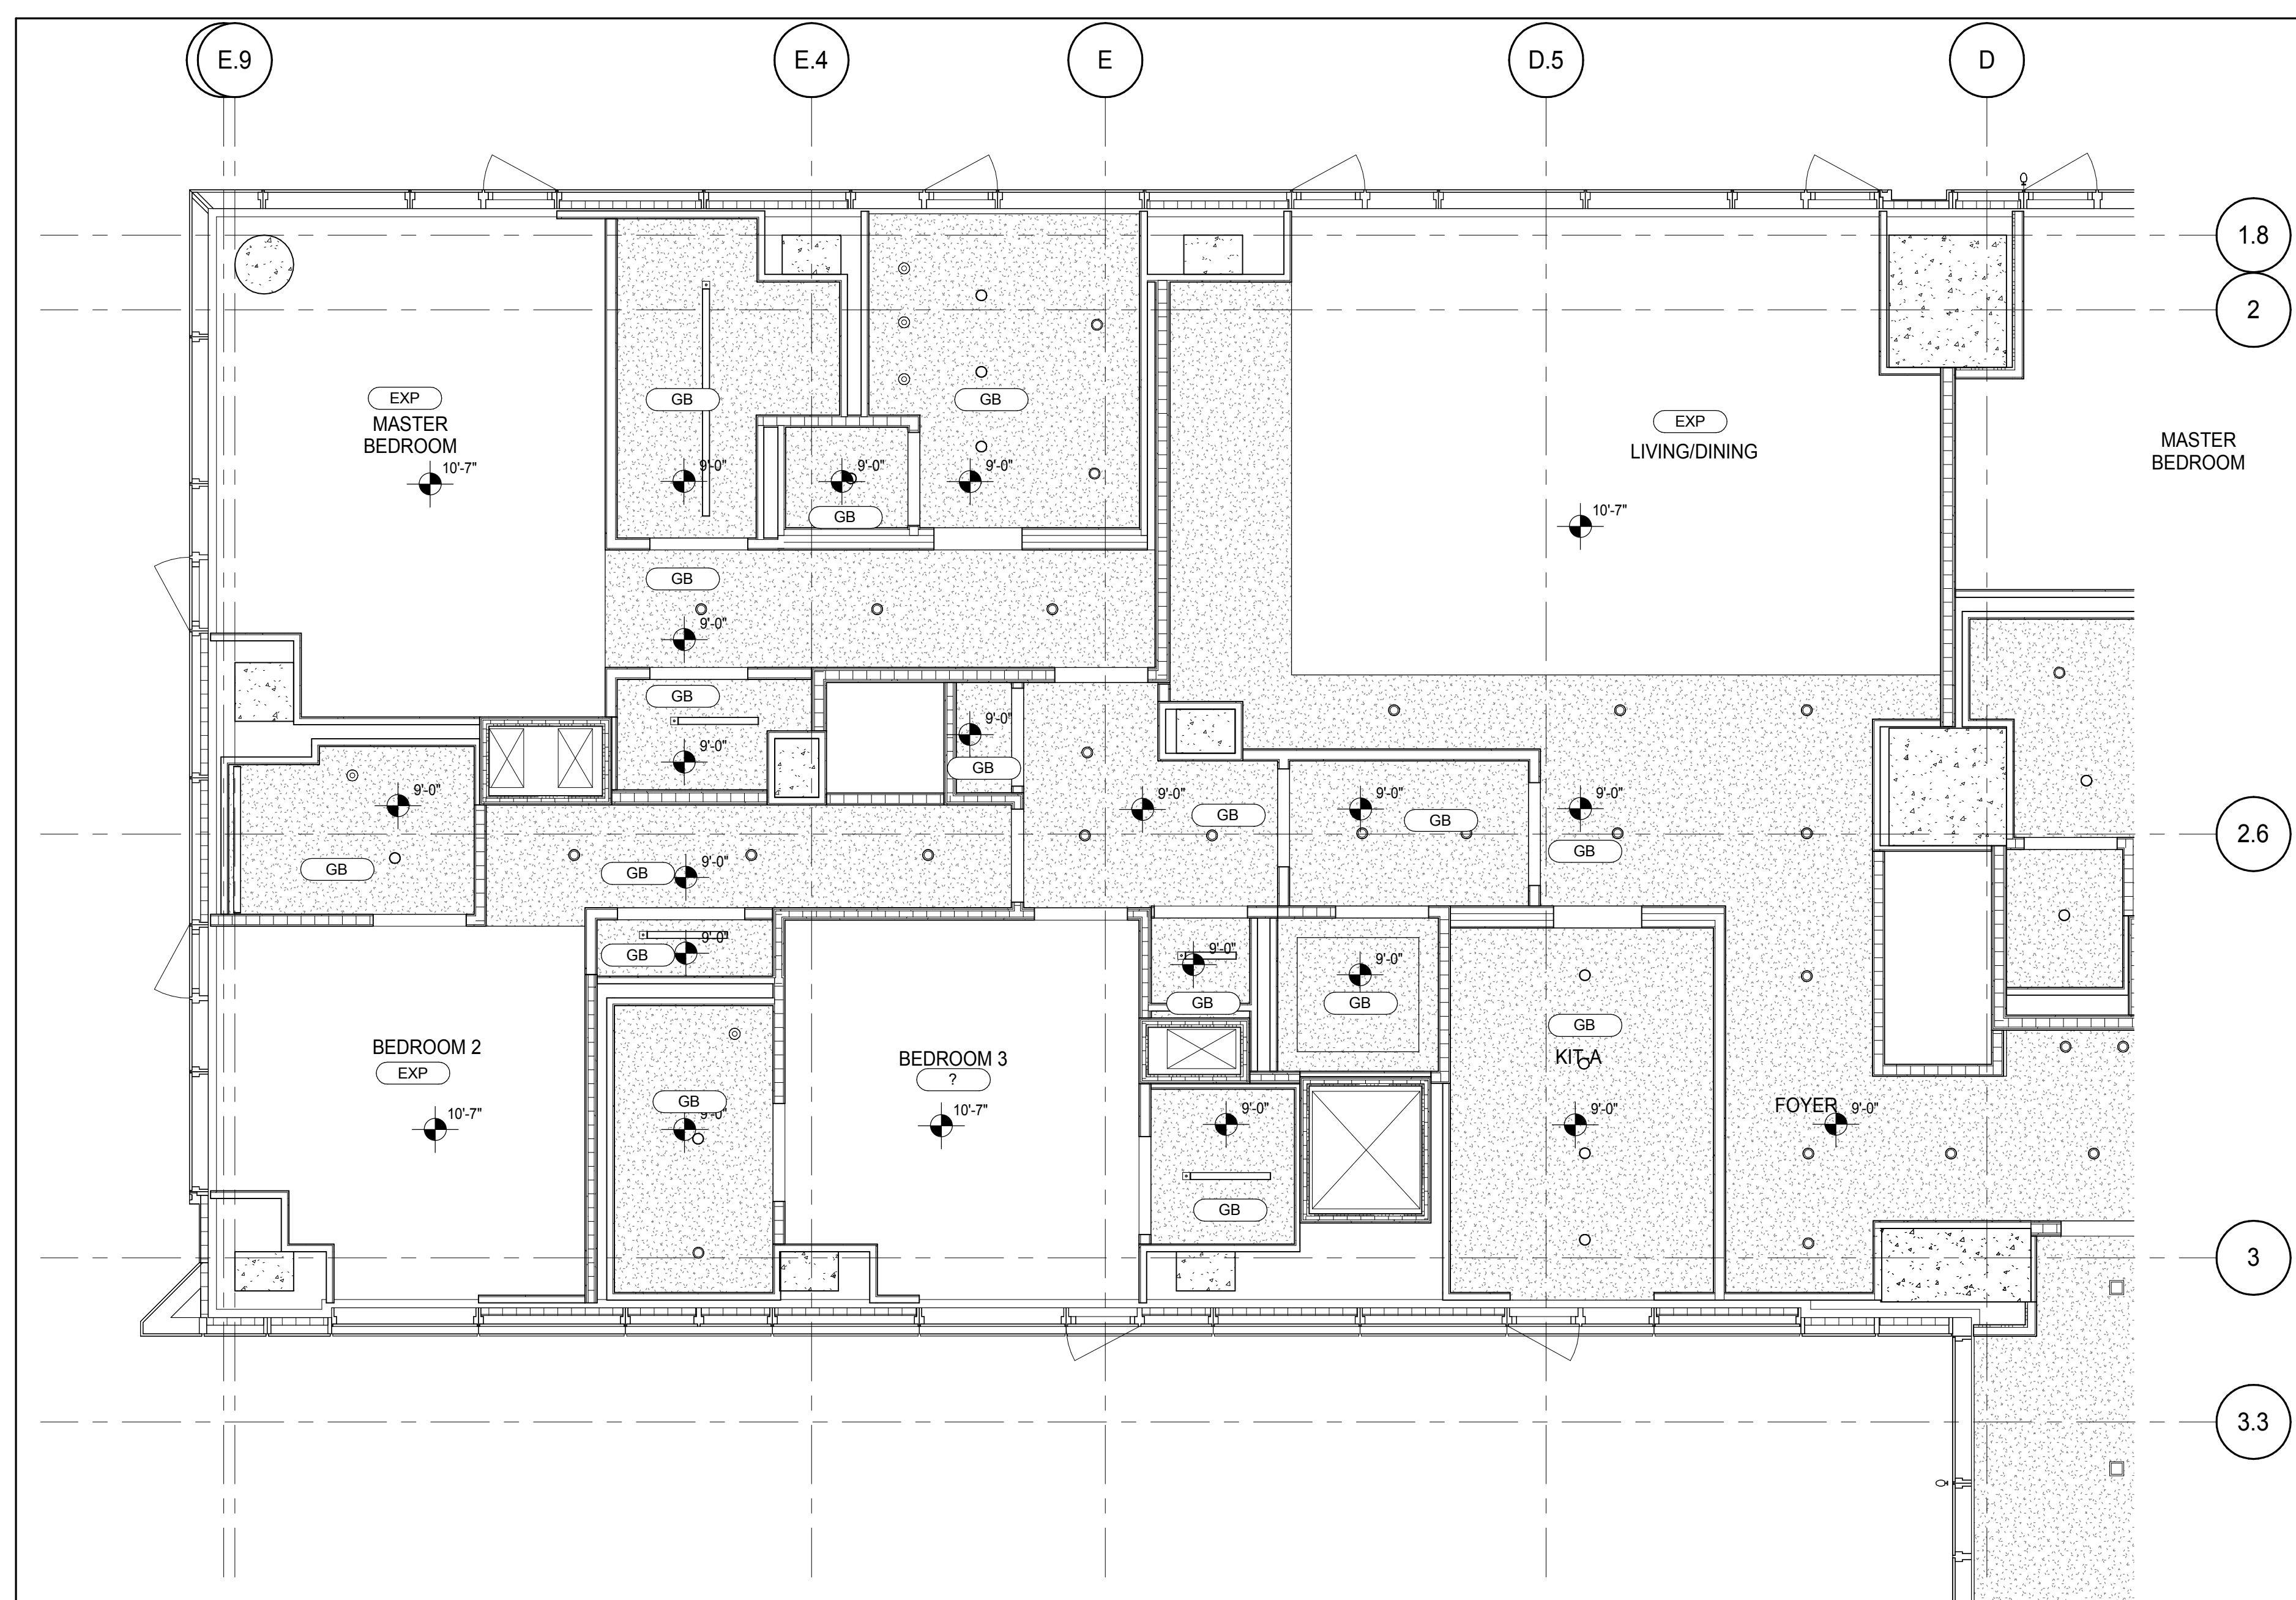 E.9
E.4
E
D.5
D
1.8
2
EXP
MASTER
BEDROOM
10'-7"
GB
9'-0"
9'-0"
GB
GB
9'-0"
EXP
LIVING/DINING
10'-7"
MASTER
BEDROOM
GB
9'-0"
GB
9'-0"
9'-0"
GB
9'-0"
GB
9'-0"
GB
9'-0"
GB
9'-0"
GB
2.6
GB
9'-0"
GB
9'-0"
9'-0"
GB
9'-0"
GB
BEDROOM 2
EXP
10'-7"
GB
9'-0"
BEDROOM 3
?
10'-7"
9'-0"
GB
GB
KIT A
9'-0"
FOYER
9'-0"
3
3.3